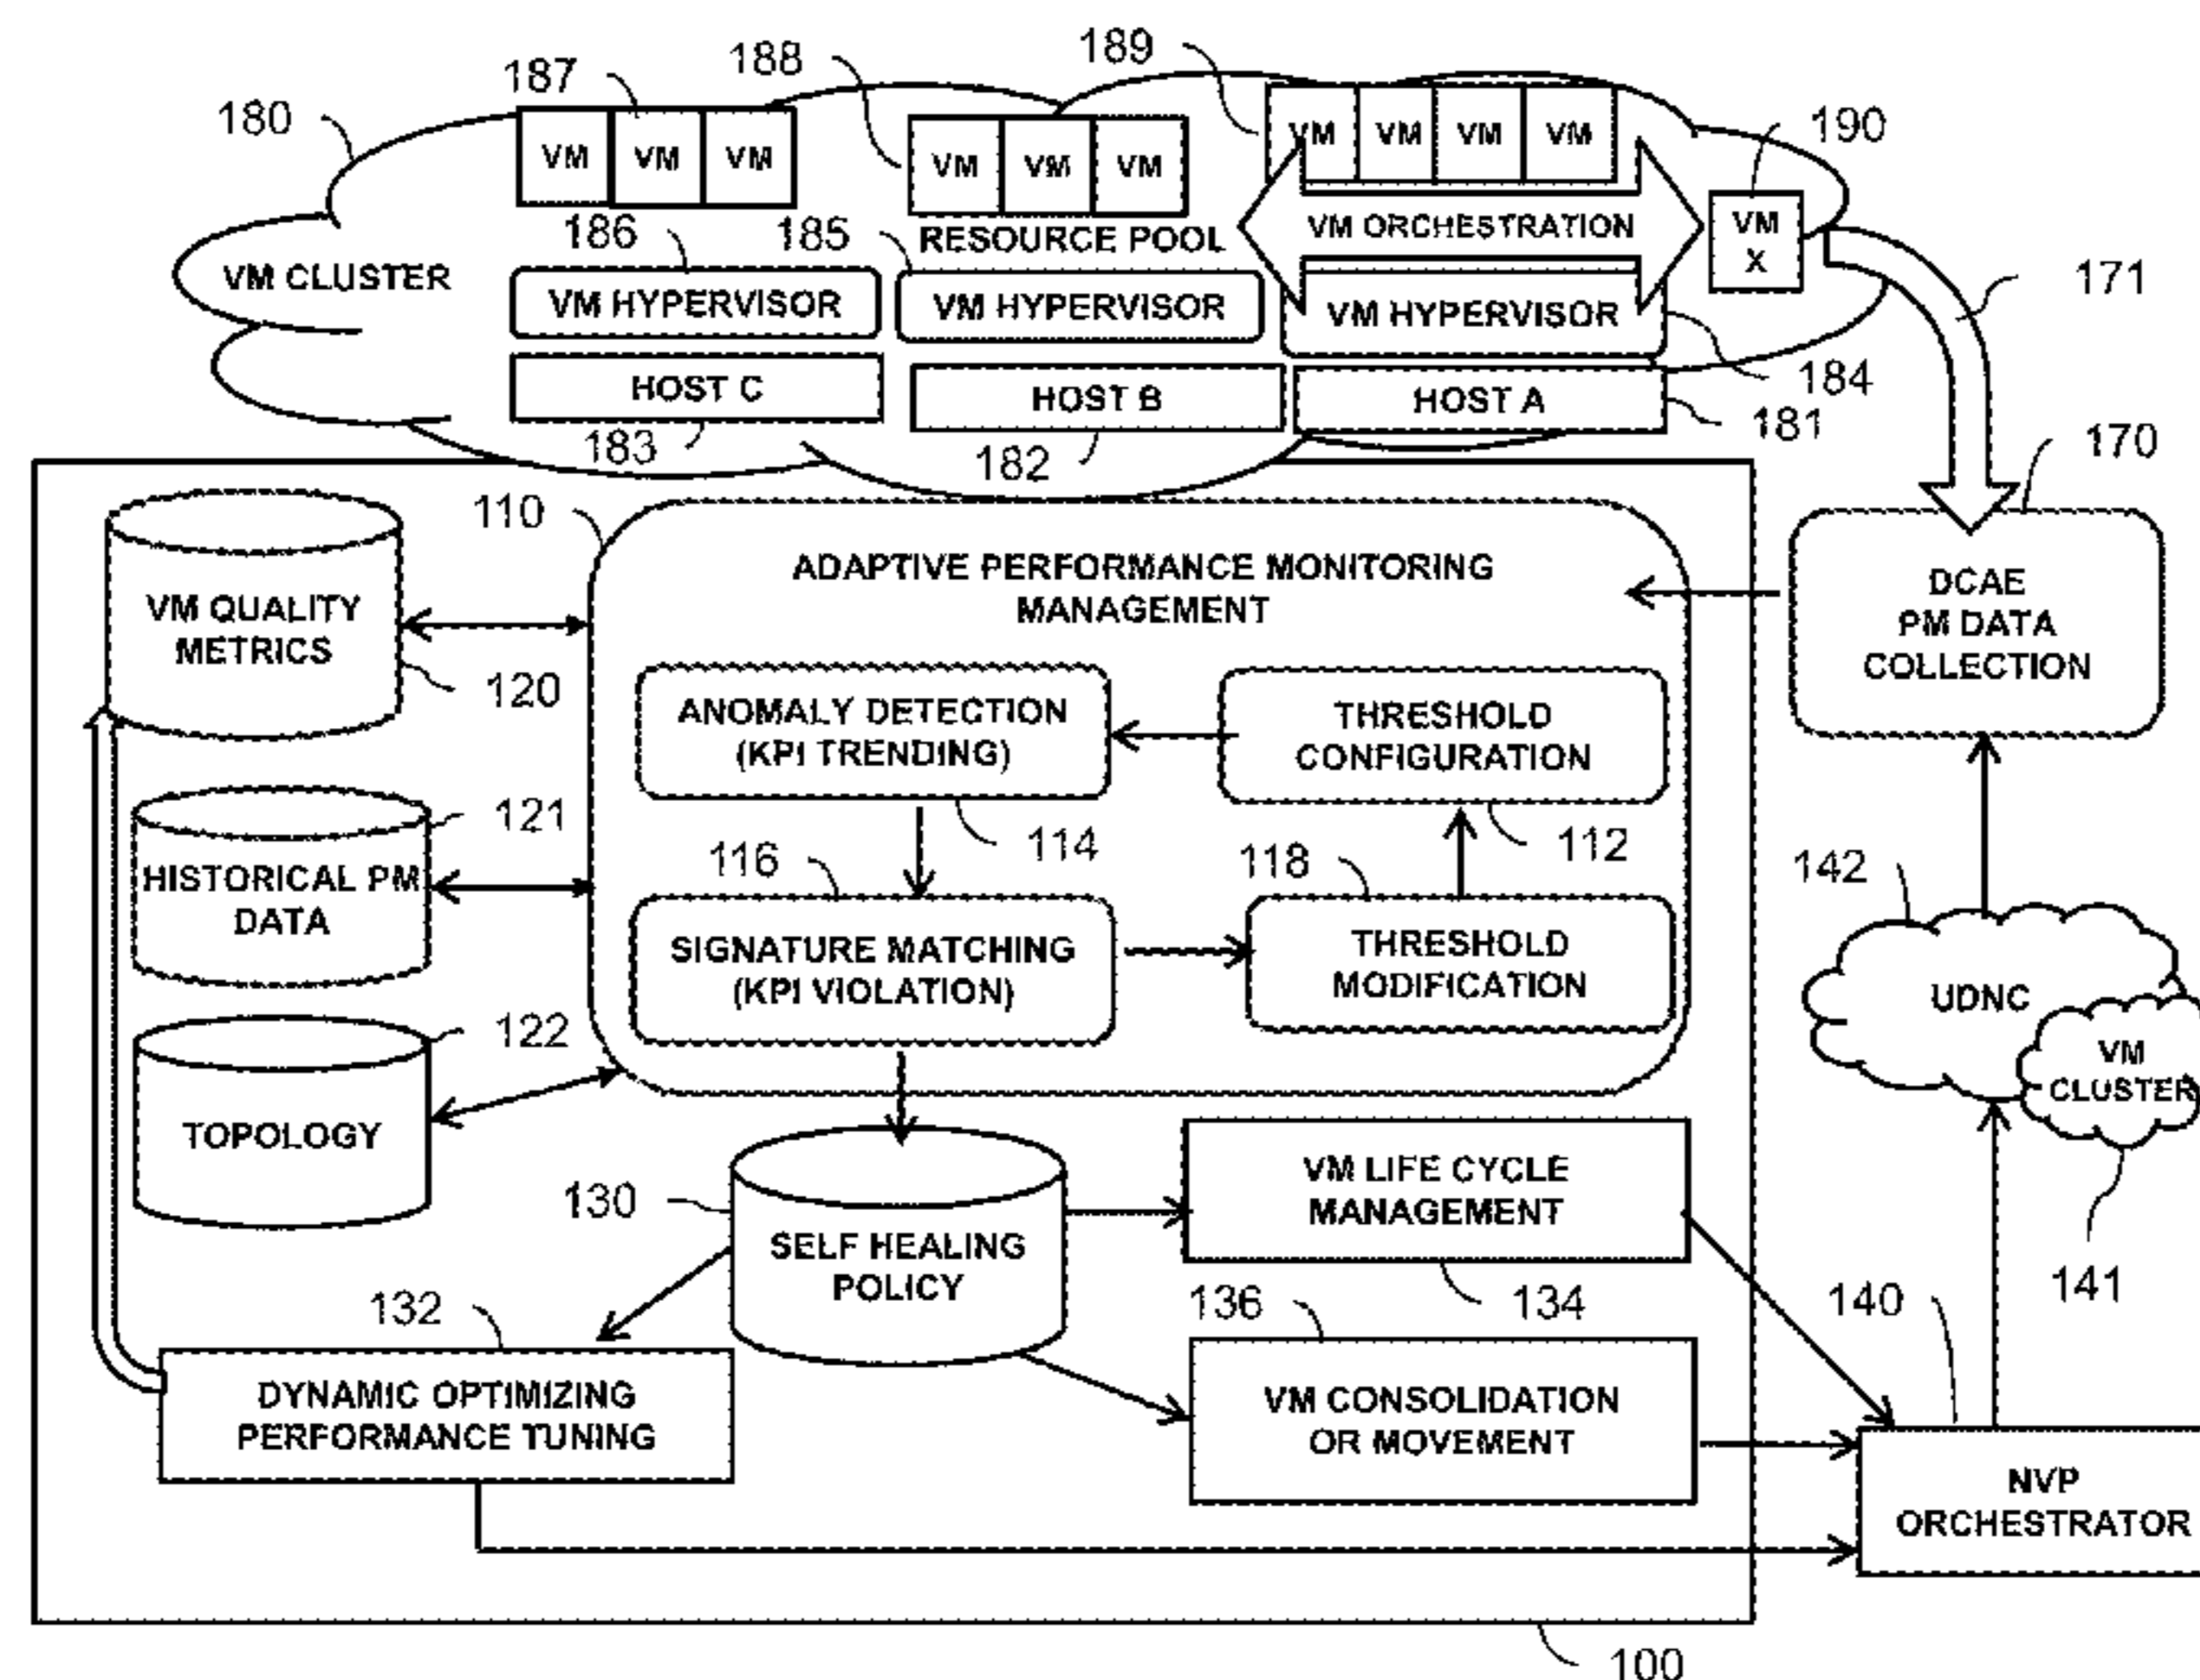 189
188
187
180
190
VM VM VM VM
VM VM VM
VM VM VM
VM
X
VM ORCHESTRATION
186
185
RESOURCE POOL
VM CLUSTER
171
VM HYPERVISOR
VM HYPERVISOR
VM HYPERVISOR
184
HOST C
HOST B
HOST A
181
183
182
170
110
ADAPTIVE PERFORMANCE MONITORING
MANAGEMENT
DCAE
PM DATA
COLLECTION
VM QUALITY
METRICS
120
ANOMALY DETECTION
(KPI TRENDING)
THRESHOLD
CONFIGURATION
121
114
112
116
118
142
HISTORICAL PM
DATA
SIGNATURE MATCHING
(KPI VIOLATION)
THRESHOLD
MODIFICATION
UDNC
122
VM
CLUSTER
TOPOLOGY
130
VM LIFE CYCLE
MANAGEMENT
SELF HEALING
POLICY
141
132
136
134
140
DYNAMIC OPTIMIZING
PERFORMANCE TUNING
VM CONSOLIDATION
OR MOVEMENT
NVP
ORCHESTRATOR
100